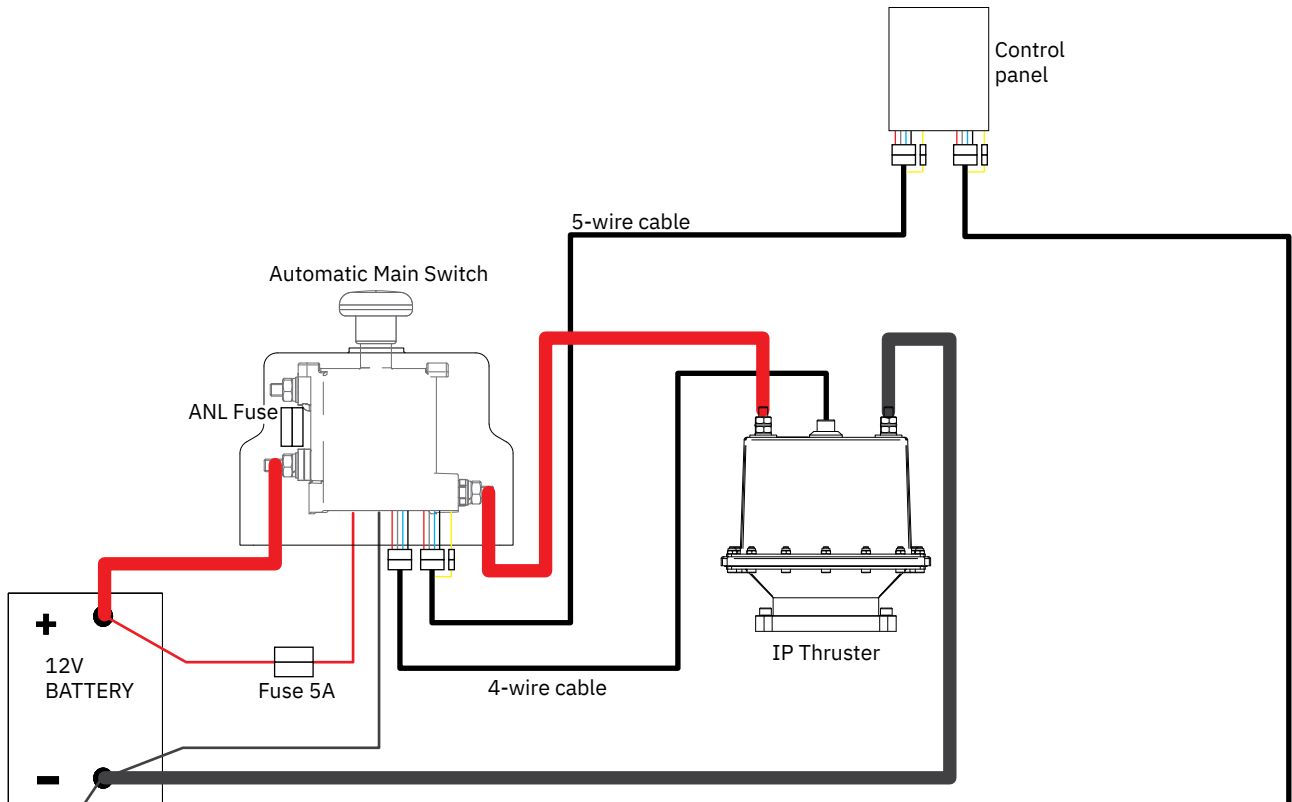 Control
panel
5-wire cable
Automatic Main Switch
ANL Fuse
IP Thruster
+
12V
BATTERY
Fuse 5A
4-wire cable
-